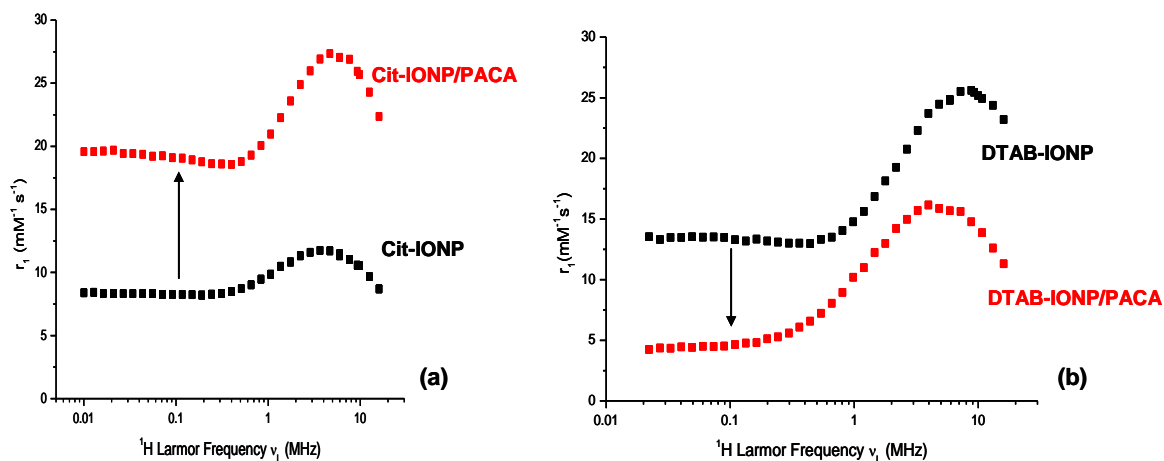 30
25
20
15
10
5
0
r₁ (mM⁻¹ s⁻¹)
Cit-IONP/PACA
Cit-IONP
(a)
0.01 0.1 1 10
¹H Larmor Frequency νL (MHz)
30
25
20
15
10
5
0
r₁ (mM⁻¹ s⁻¹)
DTAB-IONP
DTAB-IONP/PACA
(b)
0.01 0.1 1 10
¹H Larmor Frequency νL (MHz)